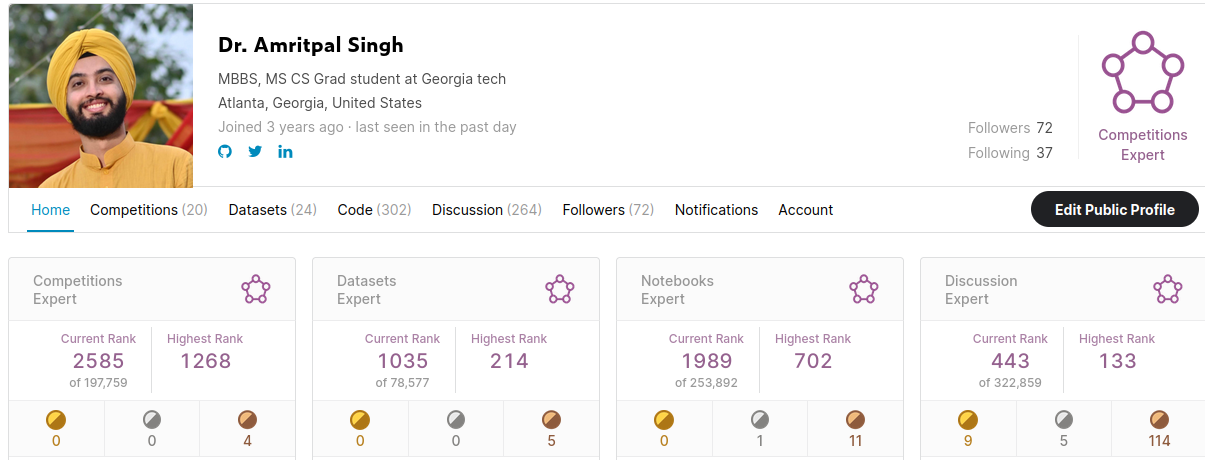 Dr. Amritpal Singh
MBBS, MS CS Grad student at Georgia tech
Atlanta, Georgia, United States
Joined 3 years ago · last seen in the past day
Followers 72
Following 37
Competitions
Expert
Home Competitions (20) Datasets (24) Code (302) Discussion (264) Followers (72) Notifications Account Edit Public Profile
Competitions
Expert
Current Rank Highest Rank
2585 1268
of 197,759
0 0 4
Datasets
Expert
Current Rank Highest Rank
1035 214
of 78,577
0 0 5
Notebooks
Expert
Current Rank Highest Rank
1989 702
of 253,892
0 1 11
Discussion
Expert
Current Rank Highest Rank
443 133
of 322,859
9 5 114